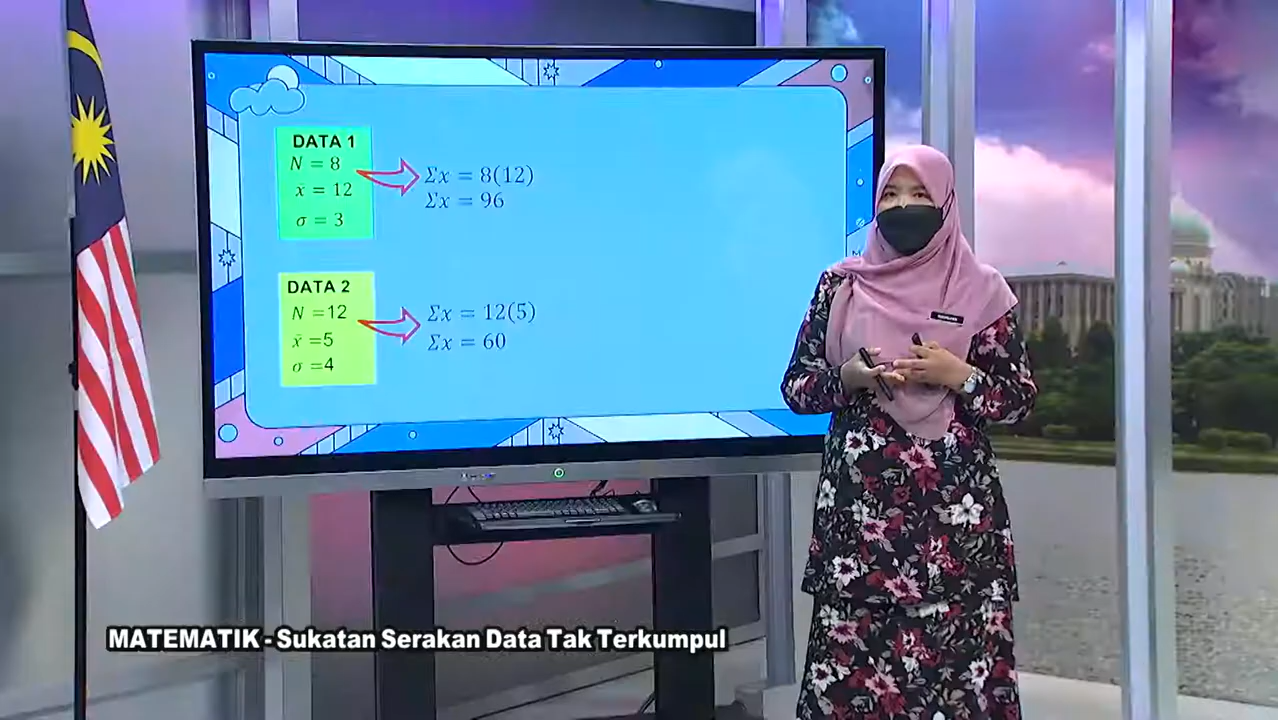 DATA 1
N = 8
x̄ = 12
σ = 3
Σx = 8(12)
Σx = 96
DATA 2
N =12
x̄ =5
σ =4
Σx = 12(5)
Σx = 60
MATEMATIK - Sukatan Serakan Data Tak Terkumpul